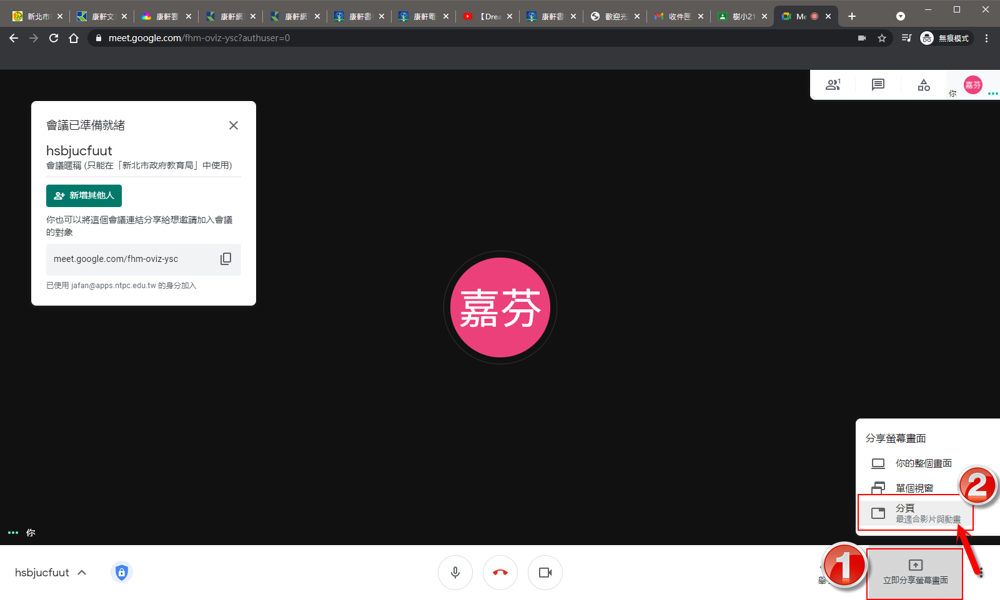 新北市
康軒文
康軒雲
康軒網
康軒網
康軒書
康軒電
【Drea
康軒書
歡迎光
收件匣
樹小21
Me
meet.google.com/fhm-oviz-ysc?authuser=0
無痕模式
1
你
嘉芬
會議已準備就緒
hsbjucfuut
會議暱稱 (只能在「新北市政府教育局」中使用)
新增其他人
你也可以將這個會議連結分享給想邀請加入會議
的對象
meet.google.com/fhm-oviz-ysc
已使用 jafan@apps.ntpc.edu.tw 的身分加入
嘉芬
分享螢幕畫面
你的整個畫面
單個視窗
2
分頁
最適合影片與動畫
你
hsbjucfuut
舉
1
立即分享螢幕畫面